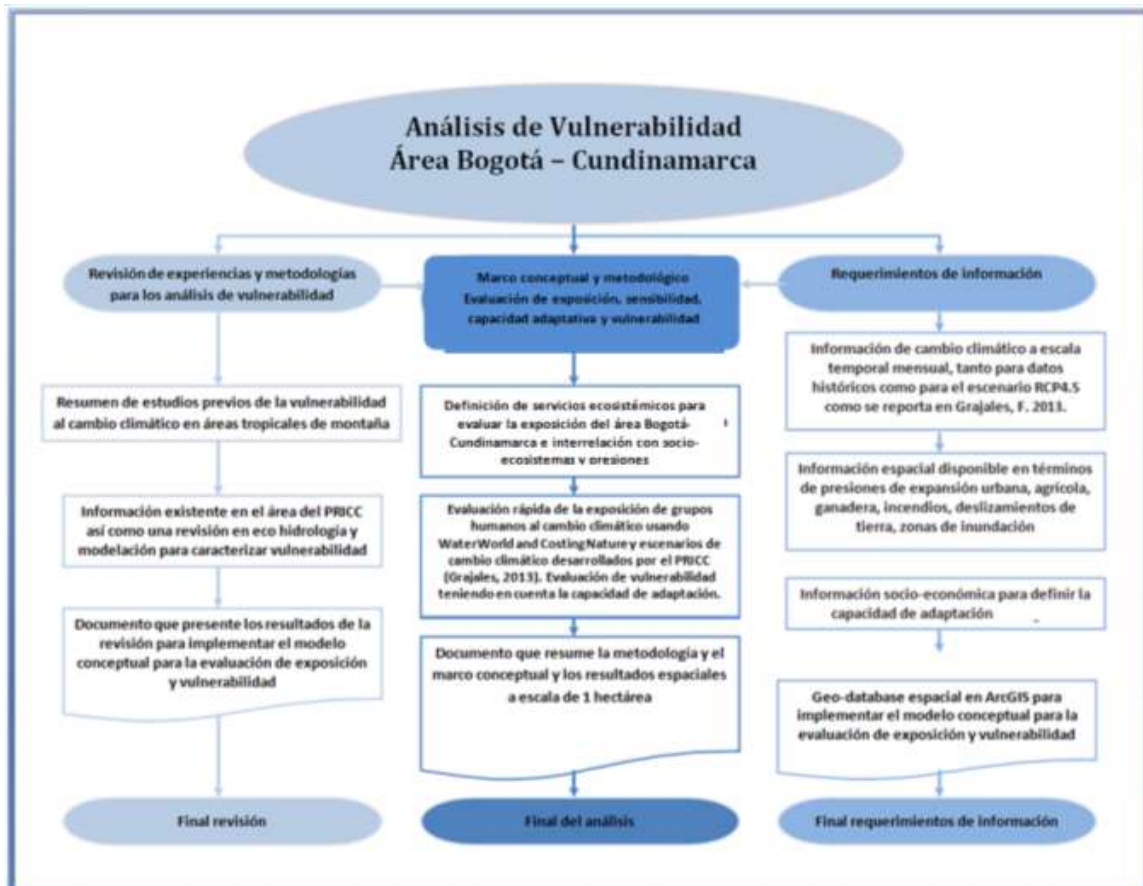 Análisis de Vulnerabilidad
Área Bogotá – Cundinamarca
Revisión de experiencias y metodologías
para los análisis de vulnerabilidad
Marco conceptual y metodológico
Evaluación de exposición, sensibilidad,
capacidad adaptativa y vulnerabilidad
Requerimientos de información
Resumen de estudios previos de la vulnerabilidad
al cambio climático en áreas tropicales de montaña
Información existente en el área del PRICC
así como una revisión en eco hidrología y
modelación para caracterizar vulnerabilidad
Documento que presente los resultados de la
revisión para implementar el modelo
conceptual para la evaluación de exposición
y vulnerabilidad
Final revisión
Definición de servicios ecosistémicos para
evaluar la exposición del área Bogotá-
Cundinamarca e interrelación con socio-
ecosistemas y presiones
Evaluación rápida de la exposición de grupos
humanos al cambio climático usando
WaterWorld and CostingNature y escenarios de
cambio climático desarrollados por el PRICC
(Grajales, 2013). Evaluación de vulnerabilidad
teniendo en cuenta la capacidad de adaptación.
Documento que resume la metodología y el
marco conceptual y los resultados espaciales
a escala de 1 hectárea
Final del análisis
Información de cambio climático a escala
temporal mensual, tanto para datos
históricos como para el escenario RCP4.5
como se reporta en Grajales, F. 2013.
Información espacial disponible en términos
de presiones de expansión urbana, agrícola,
ganadera, incendios, deslizamientos de
tierra, zonas de inundación
Información socio-económica para definir la
capacidad de adaptación
Geo-database espacial en ArcGIS para
implementar el modelo conceptual para la
evaluación de exposición y vulnerabilidad
Final requerimientos de información